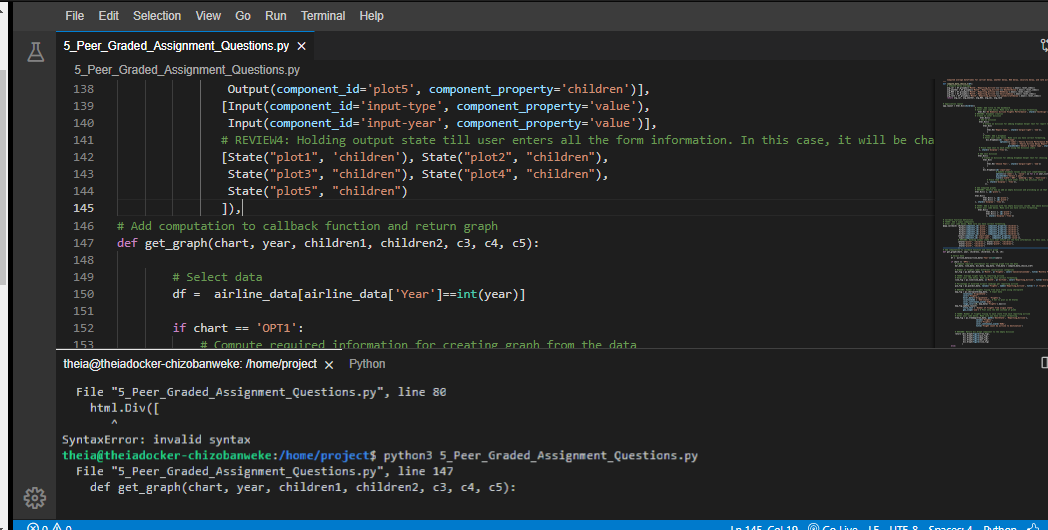 File Edit Selection View Go Run Terminal Help
5_Peer_Graded_Assignment_Questions.py ×
5_Peer_Graded_Assignment_Questions.py
138 Output(component_id='plot5', component_property='children')],
139 [Input(component_id='input-type', component_property='value'),
140 Input(component_id='input-year', component_property='value')],
141 # REVIEW4: Holding output state till user enters all the form information. In this case, it will be cha
142 [State("plot1", 'children'), State("plot2", "children"),
143 State("plot3", "children"), State("plot4", "children"),
144 State("plot5", "children")
145 ]),
146 # Add computation to callback function and return graph
147 def get_graph(chart, year, children1, children2, c3, c4, c5):
148
149 # Select data
150 df = airline_data[airline_data['Year']==int(year)]
151
152 if chart == 'OPT1':
153 # Compute required information for creating graph from the data
theia@theiadocker-chizobanweke: /home/project × Python
File "5_Peer_Graded_Assignment_Questions.py", line 80
html.Div([
^
SyntaxError: invalid syntax
theia@theiadocker-chizobanweke:/home/project$ python3 5_Peer_Graded_Assignment_Questions.py
File "5_Peer_Graded_Assignment_Questions.py", line 147
def get_graph(chart, year, children1, children2, c3, c4, c5):
0 0 Ln 145, Col 19 Go Live LF UTF-8 Spaces: 4 Python